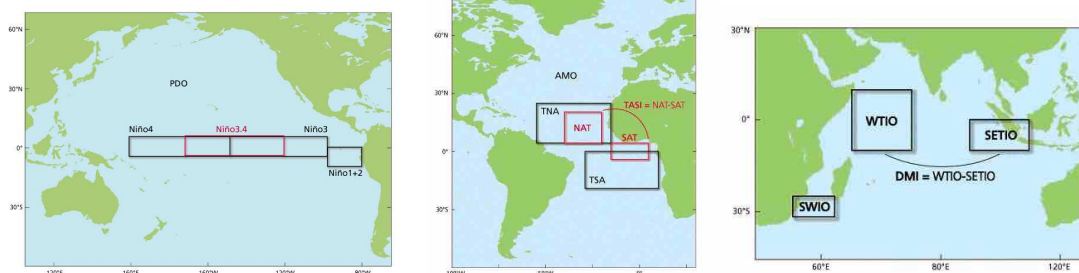 60°N
30°N
0°
30°S
PDO
Niño4
Niño3.4
Niño3
Niño1+2
120°E
160°E
160°W
120°W
80°W
60°N
30°N
0°
30°S
AMO
TNA
TASI = NAT-SAT
NAT
SAT
TSA
30°N
0°
30°S
WTIO
SETIO
DMI = WTIO-SETIO
SWIO
60°E
80°E
120°E